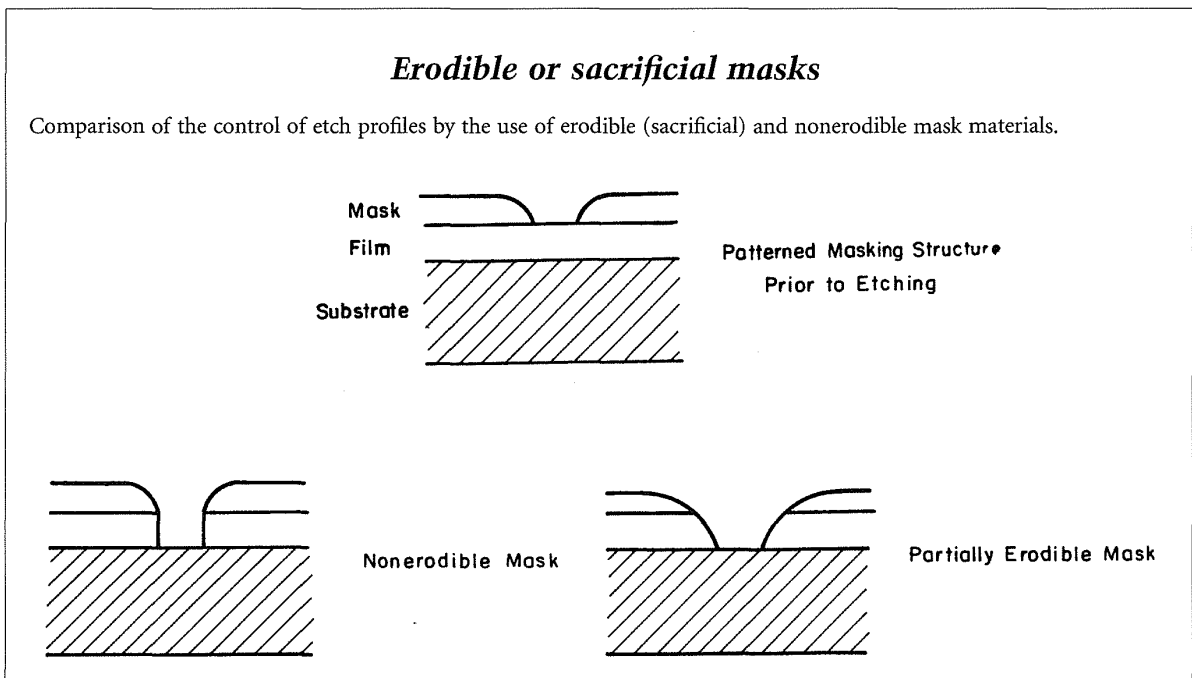 Erodible or sacrificial masks
Comparison of the control of etch profiles by the use of erodible (sacrificial) and nonerodible mask materials.
Mask
Film
Substrate
Patterned Masking Structure
Prior to Etching
Nonerodible Mask
Partially Erodible Mask